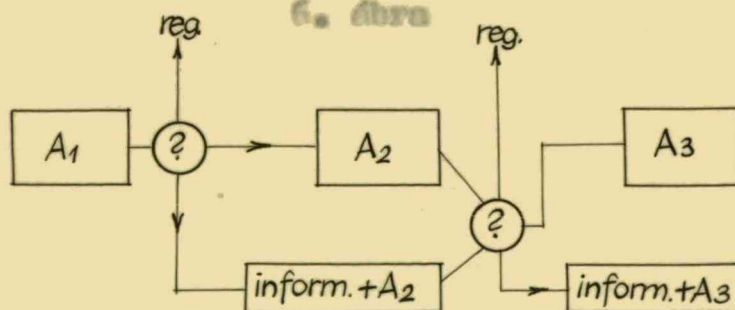 6. ábra
reg.
reg.
A1
?
A2
?
A3
inform.+A2
inform.+A3